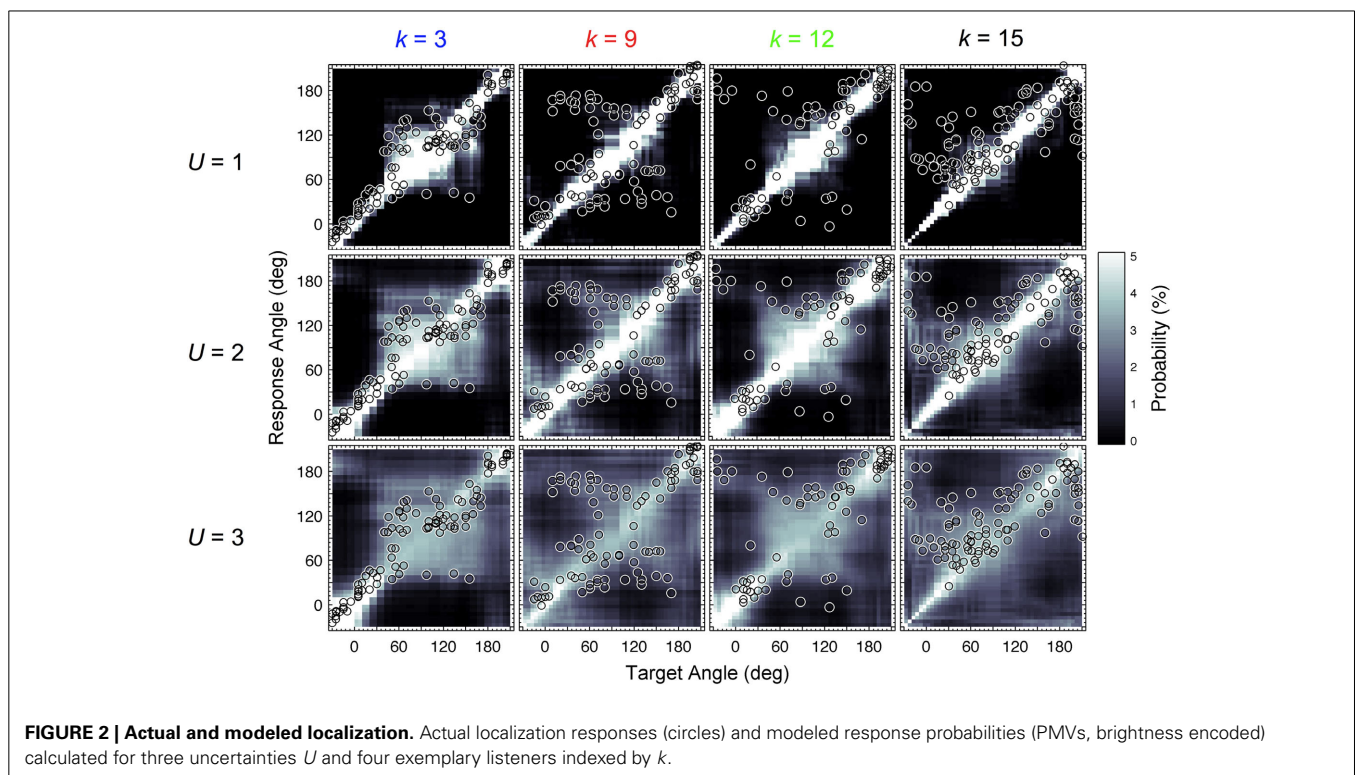 k = 3 k = 9 k = 12 k = 15
U = 1
180
120
60
0
U = 2
180
120
60
0
U = 3
180
120
60
0
Response Angle (deg)
0 60 120 180 0 60 120 180 0 60 120 180 0 60 120 180
Target Angle (deg)
5
4
3
2
1
0
Probability (%)
FIGURE 2 | Actual and modeled localization. Actual localization responses (circles) and modeled response probabilities (PMVs, brightness encoded)
calculated for three uncertainties U and four exemplary listeners indexed by k.